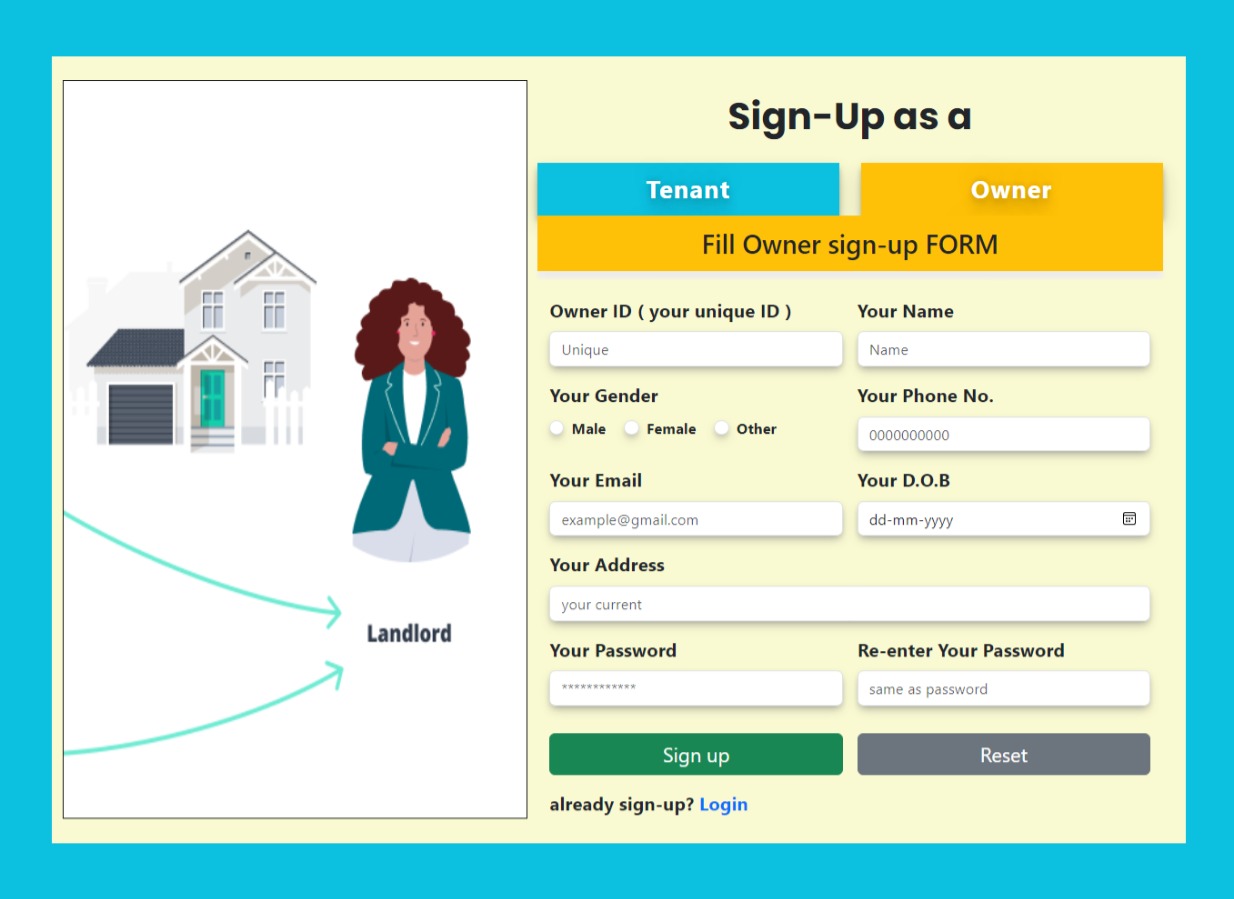 Sign-Up as a
Tenant Owner
Fill Owner sign-up FORM
Owner ID ( your unique ID ) Your Name
Unique Name
Your Gender Your Phone No.
Male Female Other 0000000000
Your Email Your D.O.B
example@gmail.com dd-mm-yyyy
Your Address
your current
Your Password Re-enter Your Password
************ same as password
Sign up Reset
already sign-up? Login
Landlord